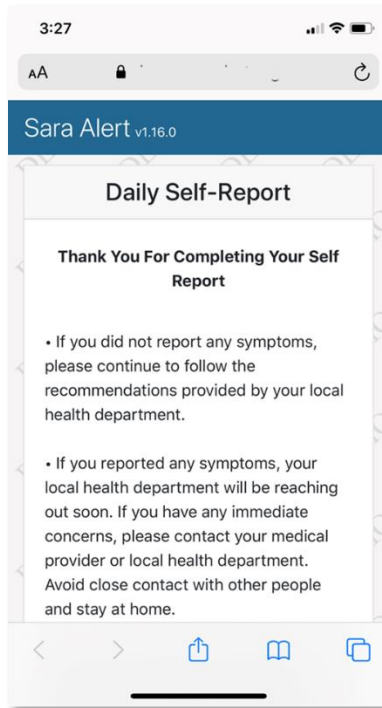 3:27
AA
Sara Alert v1.16.0
Daily Self-Report
Thank You For Completing Your Self
Report
• If you did not report any symptoms,
please continue to follow the
recommendations provided by your local
health department.
• If you reported any symptoms, your
local health department will be reaching
out soon. If you have any immediate
concerns, please contact your medical
provider or local health department.
Avoid close contact with other people
and stay at home.